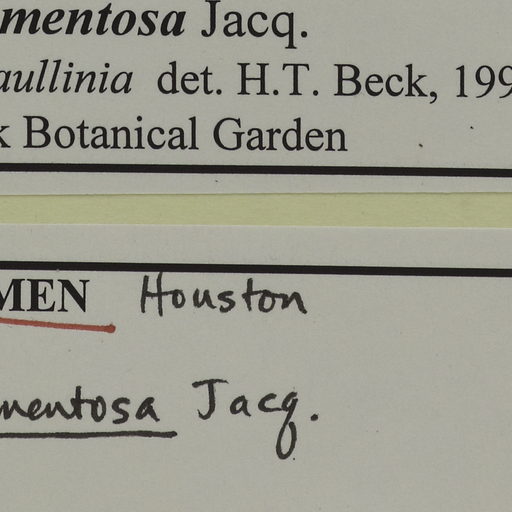 mentosa Jacq.
aullinia det. H.T. Beck, 199
k Botanical Garden
MEN Houston
mentosa Jacq.